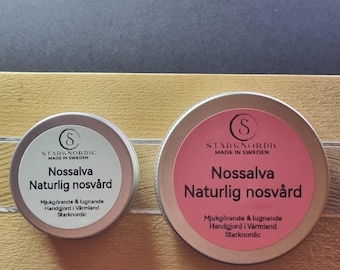 S
STARKNORDIC
MADE IN SWEDEN
Nossalva
Naturlig nosvård
Mjukgörande & lugnande
Handgjord i Värmland
Starknordic
S
STARKNORDIC
MADE IN SWEDEN
Nossalva
Naturlig nosvård
Mjukgörande & lugnande
Handgjord i Värmland
Starknordic